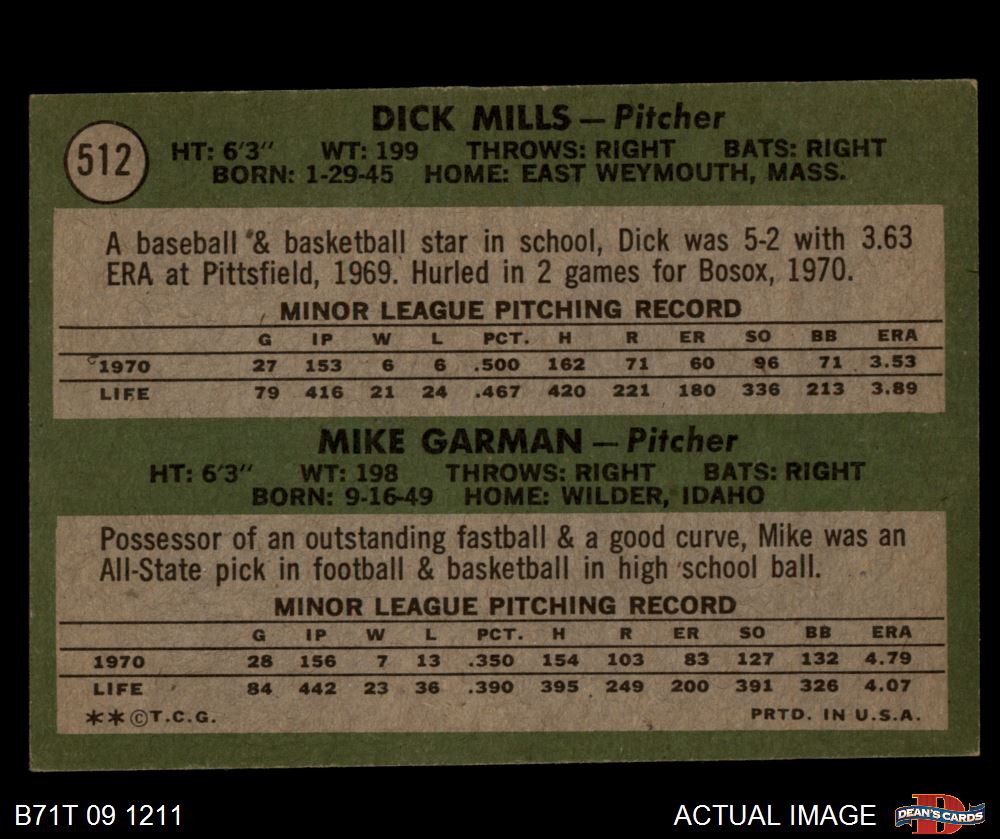 DICK MILLS — Pitcher
512
HT: 6'3" WT: 199 THROWS: RIGHT BATS: RIGHT
BORN: 1-29-45 HOME: EAST WEYMOUTH, MASS.
A baseball & basketball star in school, Dick was 5-2 with 3.63
ERA at Pittsfield, 1969. Hurled in 2 games for Bosox, 1970.
MINOR LEAGUE PITCHING RECORD
G IP W L PCT. H R ER SO BB ERA
1970 27 153 6 6 .500 162 71 60 96 71 3.53
LIFE 79 416 21 24 .467 420 221 180 336 213 3.89
MIKE GARMAN — Pitcher
HT: 6'3" WT: 198 THROWS: RIGHT BATS: RIGHT
BORN: 9-16-49 HOME: WILDER, IDAHO
Possessor of an outstanding fastball & a good curve, Mike was an
All-State pick in football & basketball in high school ball.
MINOR LEAGUE PITCHING RECORD
G IP W L PCT. H R ER SO BB ERA
1970 28 156 7 13 .350 154 103 83 127 132 4.79
LIFE 84 442 23 36 .390 395 249 200 391 326 4.07
**©T.C.G. PRTD. IN U.S.A.
B71T 09 1211 ACTUAL IMAGE D DEAN'S CARDS